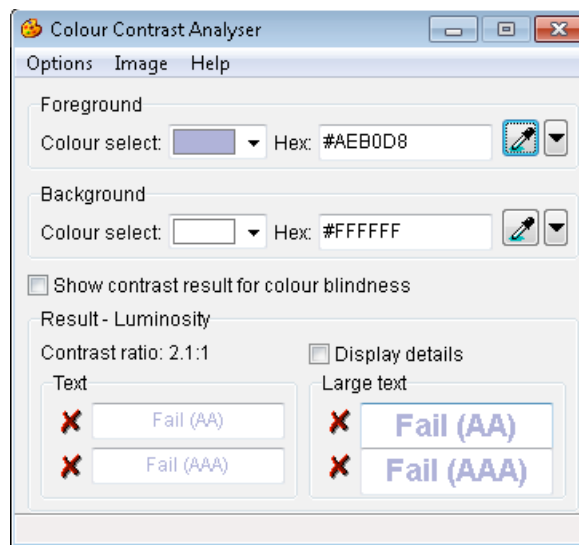 Colour Contrast Analyser
Options Image Help
Foreground
Colour select: Hex: #AEB0D8
Background
Colour select: Hex: #FFFFFF
Show contrast result for colour blindness
Result - Luminosity
Contrast ratio: 2.1:1 Display details
Text Large text
Fail (AA) Fail (AA)
Fail (AAA) Fail (AAA)